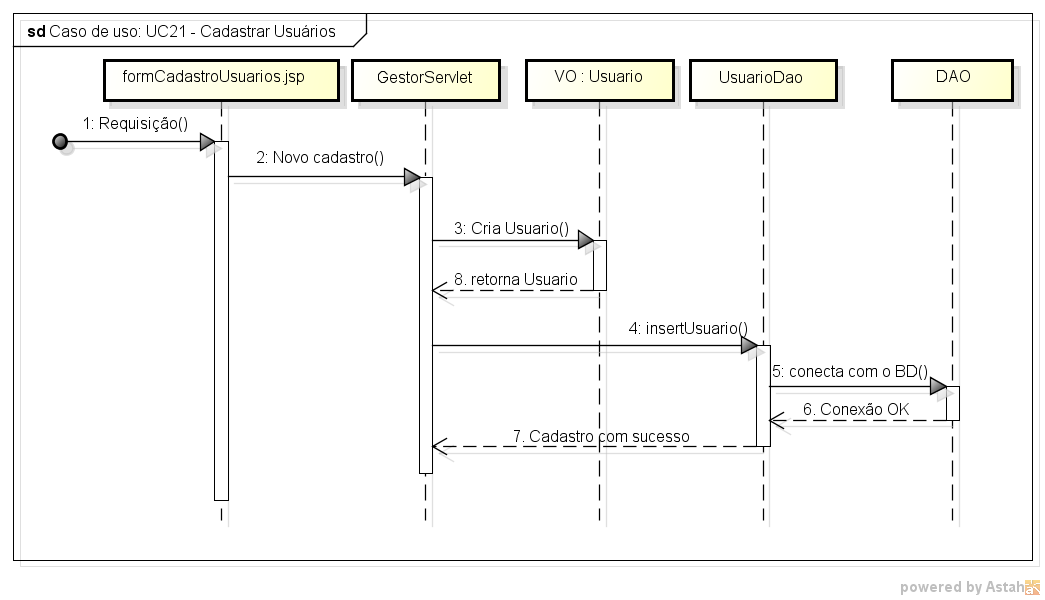 sd Caso de uso: UC21 - Cadastrar Usuários
formCadastroUsuarios.jsp
GestorServlet
VO : Usuario
UsuarioDao
DAO
1: Requisição()
2: Novo cadastro()
3: Cria Usuario()
8. retorna Usuario
4: insertUsuario()
5: conecta com o BD()
6. Conexão OK
7. Cadastro com sucesso
powered by Astah